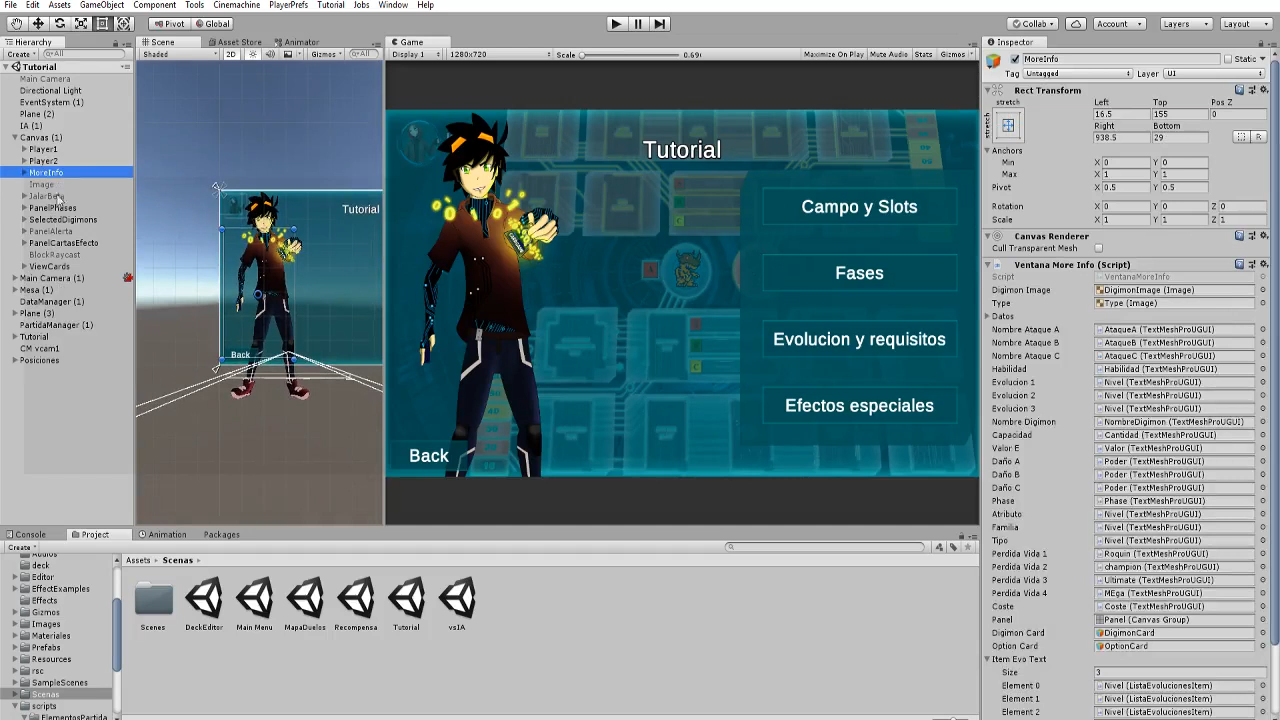 File Edit Assets GameObject Component Tools Cinemachine PlayerPrefs Tutorial Jobs Window Help
Pivot Global Collab Account Layers Layout
Hierarchy
Create All
Tutorial
Main Camera
Directional Light
EventSystem (1)
Plane (2)
IA (1)
Canvas (1)
Player1
Player2
MoreInfo
Image
PanelPhases
SelectedDigimons
PanelAlerta
PanelCartasEfecto
BlockRaycast
ViewCards
Main Camera (1)
Mesa (1)
DataManager (1)
Plane (3)
PartidaManager (1)
Tutorial
CM vcam1
Posiciones
Scene Asset Store Animator
Shaded 2D Gizmos All
Tutorial
Back
Game
Display 1 1280x720 Scale 0.69 Maximize On Play Mute Audio Stats Gizmos
Tutorial
Campo y Slots
Fases
Evolucion y requisitos
Efectos especiales
Back
Inspector
MoreInfo Static
Tag Untagged Layer UI
Rect Transform
stretch Left Top Pos Z
stretch 16.5 155 0
Right Bottom
938.5 29 R
Anchors
Min X 0 Y 0
Max X 1 Y 1
Pivot X 0.5 Y 0.5
Rotation X 0 Y 0 Z 0
Scale X 1 Y 1 Z 1
Canvas Renderer
Cull Transparent Mesh
Ventana More Info (Script)
Script VentanaMoreInfo
Digimon Image DigimonImage (Image)
Type Type (Image)
Datos
Nombre Ataque A AtaqueA (TextMeshProUGUI)
Nombre Ataque B AtaqueB (TextMeshProUGUI)
Nombre Ataque C AtaqueC (TextMeshProUGUI)
Habilidad Habilidad (TextMeshProUGUI)
Evolucion 1 Nivel (TextMeshProUGUI)
Evolucion 2 Nivel (TextMeshProUGUI)
Evolucion 3 Nivel (TextMeshProUGUI)
Nombre Digimon NombreDigimon (TextMeshProUGUI)
Capacidad Cantidad (TextMeshProUGUI)
Valor E Valor (TextMeshProUGUI)
Daño A Poder (TextMeshProUGUI)
Daño B Poder (TextMeshProUGUI)
Daño C Poder (TextMeshProUGUI)
Phase Phase (TextMeshProUGUI)
Atributo Nivel (TextMeshProUGUI)
Familia Nivel (TextMeshProUGUI)
Tipo Nivel (TextMeshProUGUI)
Perdida Vida 1 Roquin (TextMeshProUGUI)
Perdida Vida 2 champion (TextMeshProUGUI)
Perdida Vida 3 Ultimate (TextMeshProUGUI)
Perdida Vida 4 MEga (TextMeshProUGUI)
Coste Coste (TextMeshProUGUI)
Panel Panel (Canvas Group)
Digimon Card DigimonCard
Option Card OptionCard
Item Evo Text
Size 3
Element 0 Nivel (ListaEvolucionesItem)
Element 1 Nivel (ListaEvolucionesItem)
Element 2 Nivel (ListaEvolucionesItem)
Console Project Animation Packages
Create
Audios
deck
Editor
EffectExamples
Effects
Gizmos
Images
Materiales
Prefabs
Resources
rsc
SampleScenes
Scenas
scripts
ElementosPartida
Assets Scenas
Scenes DeckEditor Main Menu MapaDuelos Recompensa Tutorial vsIA